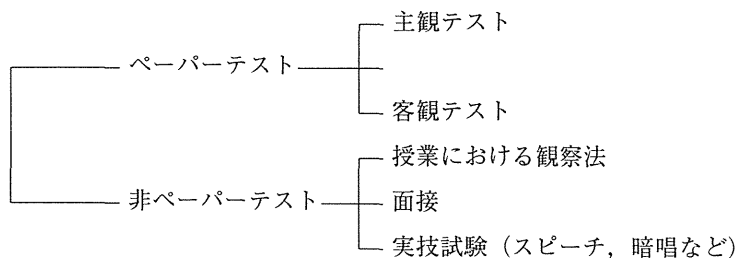 主観テスト
ペーパーテスト
客観テスト
授業における観察法
非ペーパーテスト
面接
実技試験（スピーチ，暗唱など）